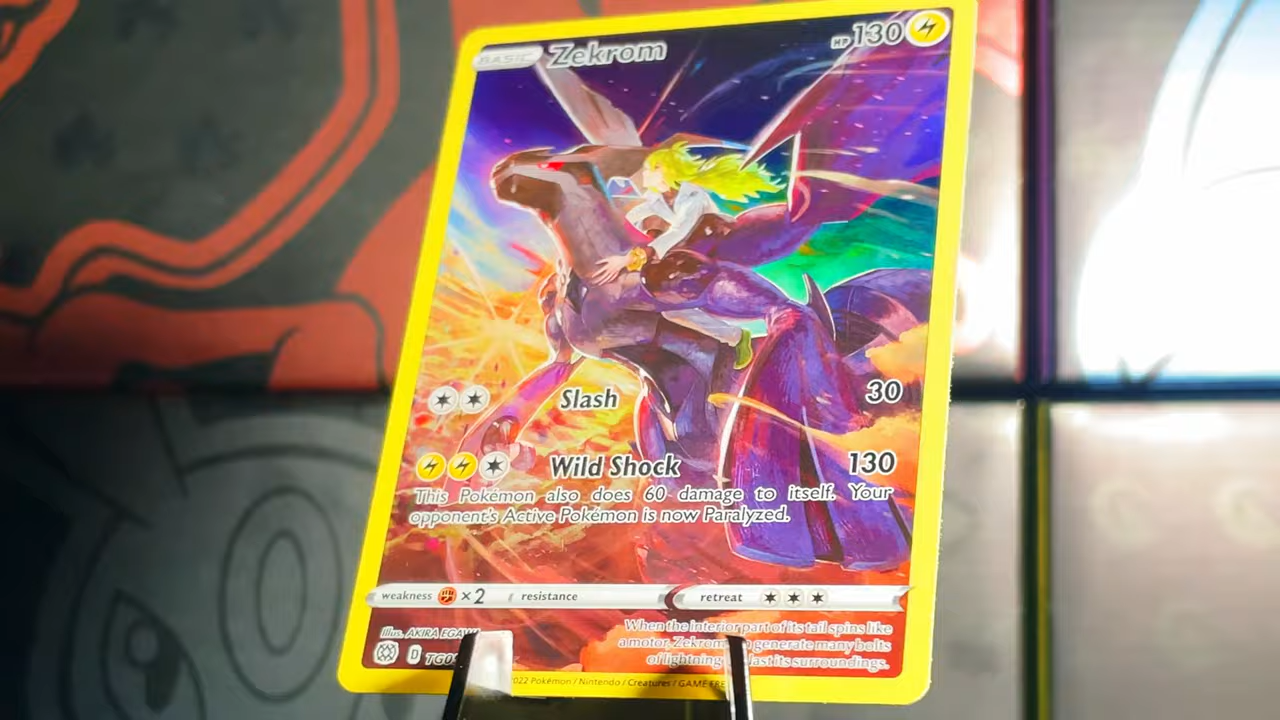 BASIC Zekrom HP 130
Slash 30
Wild Shock 130
This Pokémon also does 60 damage to itself. Your
opponent's Active Pokémon is now Paralyzed.
weakness ×2 resistance retreat
Illus. AKIRA EGAWA
When the interior part of its tail spins like
a motor, Zekrom generate many bolts
of lightning its surroundings.
D TG0
2022 Pokémon / Nintendo / Creatures / GAME FRE